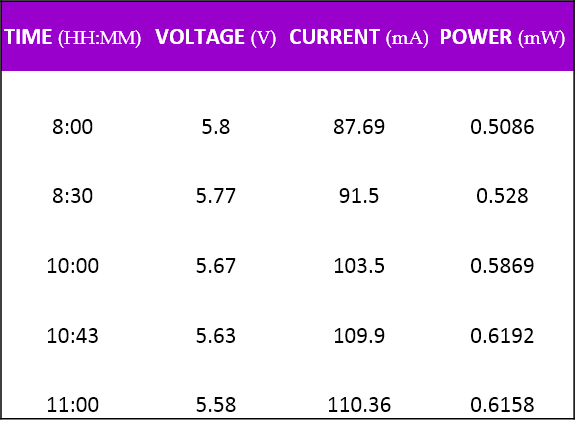 TIME (HH:MM) VOLTAGE (V) CURRENT (mA) POWER (mW)
8:00 5.8 87.69 0.5086
8:30 5.77 91.5 0.528
10:00 5.67 103.5 0.5869
10:43 5.63 109.9 0.6192
11:00 5.58 110.36 0.6158